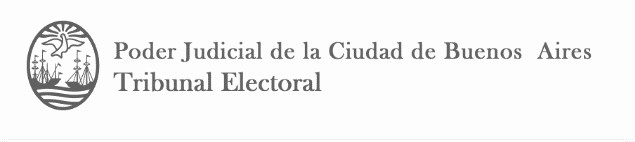 Poder Judicial de la Ciudad de Buenos Aires
Tribunal Electoral